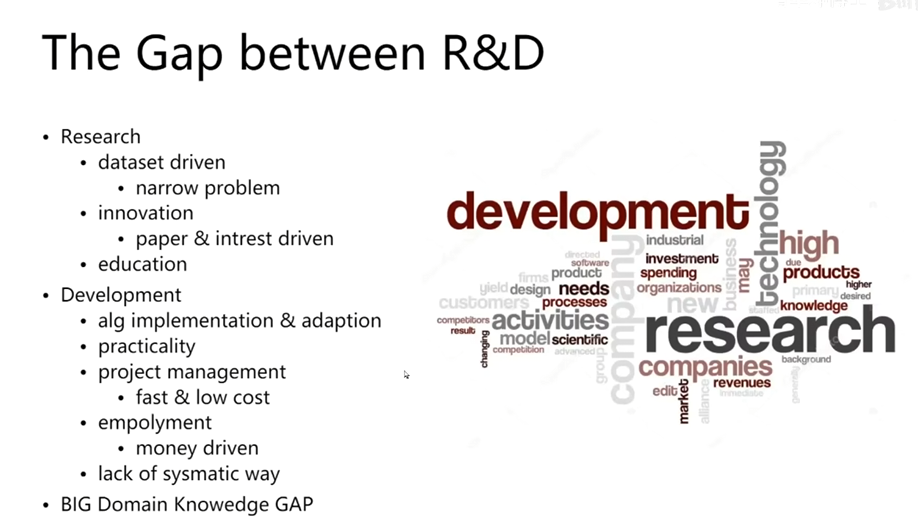 The Gap between R&D
• Research
• dataset driven
• narrow problem
• innovation
• paper & intrest driven
• education
• Development
• alg implementation & adaption
• practicality
• project management
• fast & low cost
• empolyment
• money driven
• lack of sysmatic way
• BIG Domain Knowedge GAP
development
technology
industrial
high
directed
software
investment
business
may
due
products
firms
product
spending
higher
yield
design
needs
organizations
primary
desired
customers
processes
company
new
staffed
knowledge
competitors
activities
research
result
changing
model
scientific
competition
advanced
group
companies
background
edit
market
revenues
alliance
immediate
generally